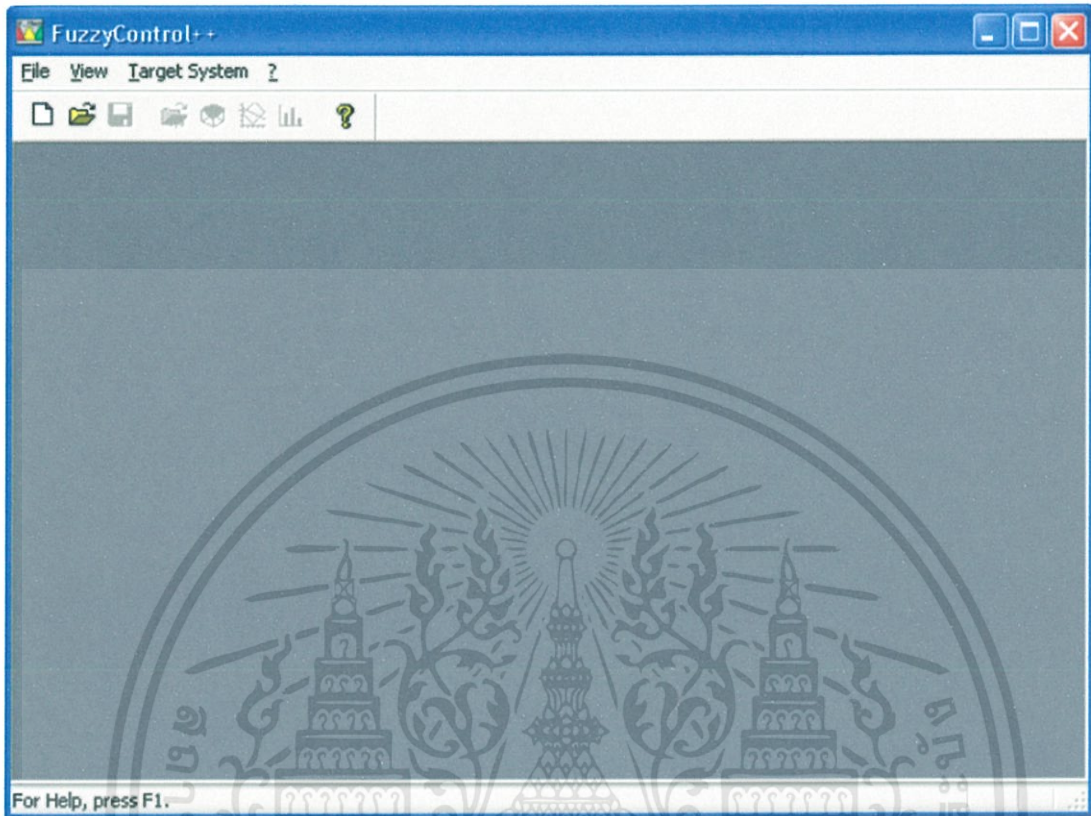 FuzzyControl++
File View Target System ?
For Help, press F1.